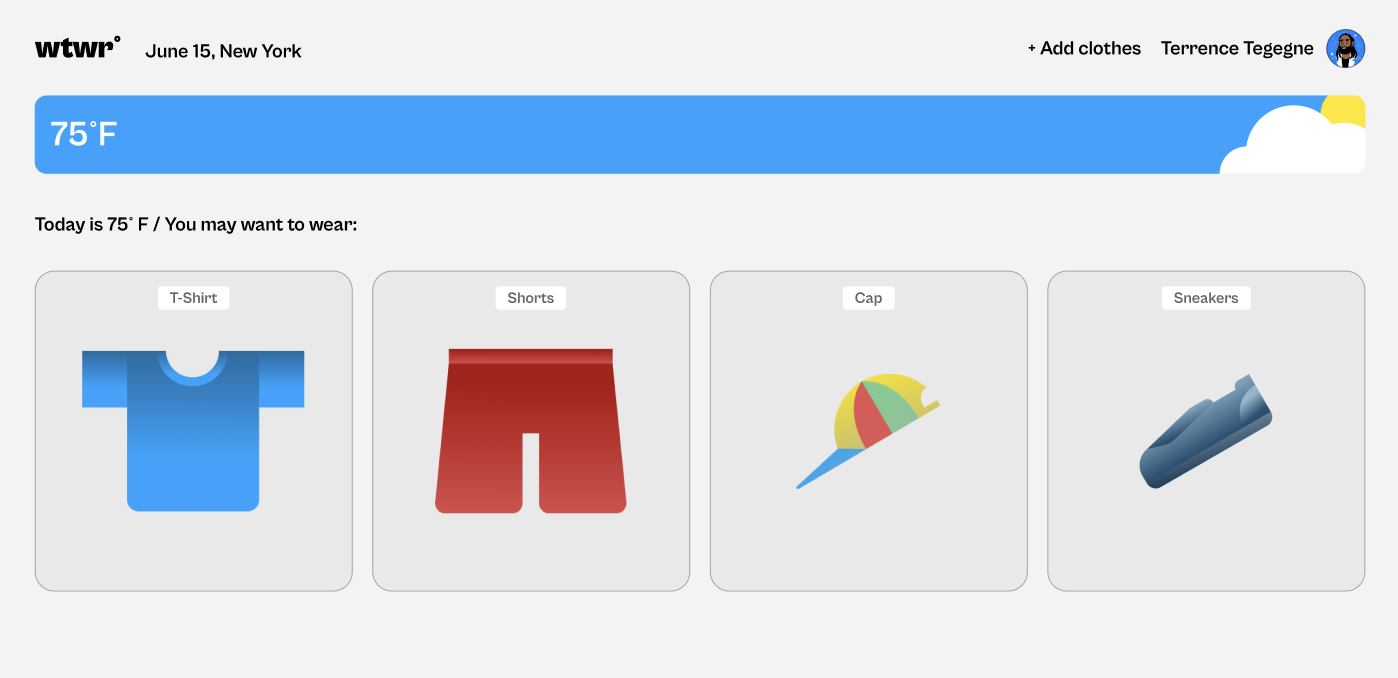 wtwr°
June 15, New York
+ Add clothes
Terrence Tegegne
75°F
Today is 75° F / You may want to wear:
T-Shirt
Shorts
Cap
Sneakers